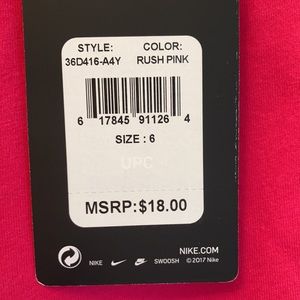 STYLE: COLOR:
36D416-A4Y RUSH PINK
6 17845 91126 4
SIZE : 6
UPC
MSRP:$18.00
NIKE.COM
NIKE SWOOSH ©2017 Nike